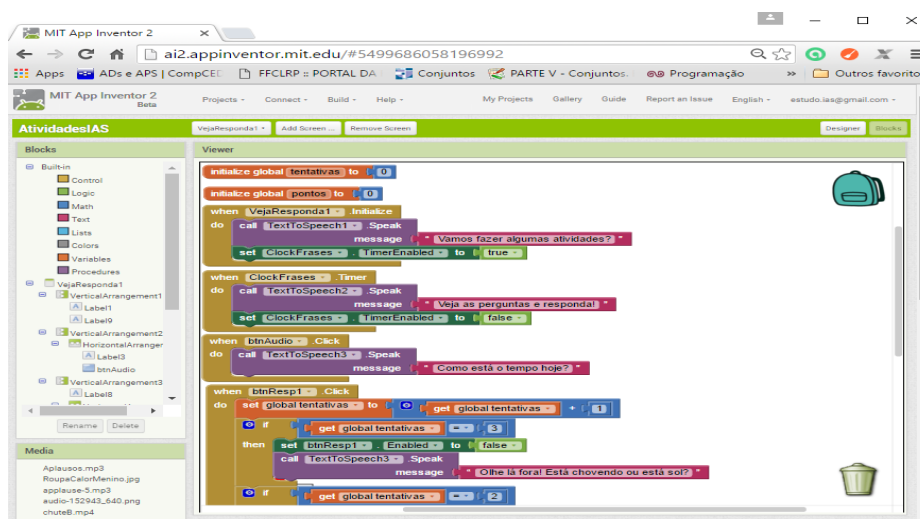 MIT App Inventor 2
ai2.appinventor.mit.edu/#5499686058196992
Apps ADs e APS | CompCEI FFCLRP :: PORTAL DA Conjuntos PARTE V - Conjuntos. Programação » Outros favorito
MIT App Inventor 2
Beta
Projects Connect Build Help My Projects Gallery Guide Report an Issue English estudo.ias@gmail.com
AtividadesIAS VejaResponda1 Add Screen ... Remove Screen Designer Blocks
Blocks
Built-in
Control
Logic
Math
Text
Lists
Colors
Variables
Procedures
VejaResponda1
VerticalArrangement1
Label1
Label9
VerticalArrangement2
HorizontalArranger
Label3
btnAudio
VerticalArrangement3
Label8
Rename Delete
Media
Aplausos.mp3
RoupaCalorMenino.jpg
applause-5.mp3
audio-152943_640.png
chuteB.mp4
Viewer
initialize global tentativas to 0
initialize global pontos to 0
when VejaResponda1 .Initialize
do call TextToSpeech1 .Speak
message " Vamos fazer algumas atividades? "
set ClockFrases . TimerEnabled to true
when ClockFrases .Timer
do call TextToSpeech2 .Speak
message " Veja as perguntas e responda! "
set ClockFrases . TimerEnabled to false
when btnAudio .Click
do call TextToSpeech3 .Speak
message " Como está o tempo hoje? "
when btnResp1 .Click
do set global tentativas to get global tentativas + 1
if get global tentativas = 3
then set btnResp1 . Enabled to false
call TextToSpeech3 .Speak
message " Olhe lá fora! Está chovendo ou está sol? "
if get global tentativas = 2